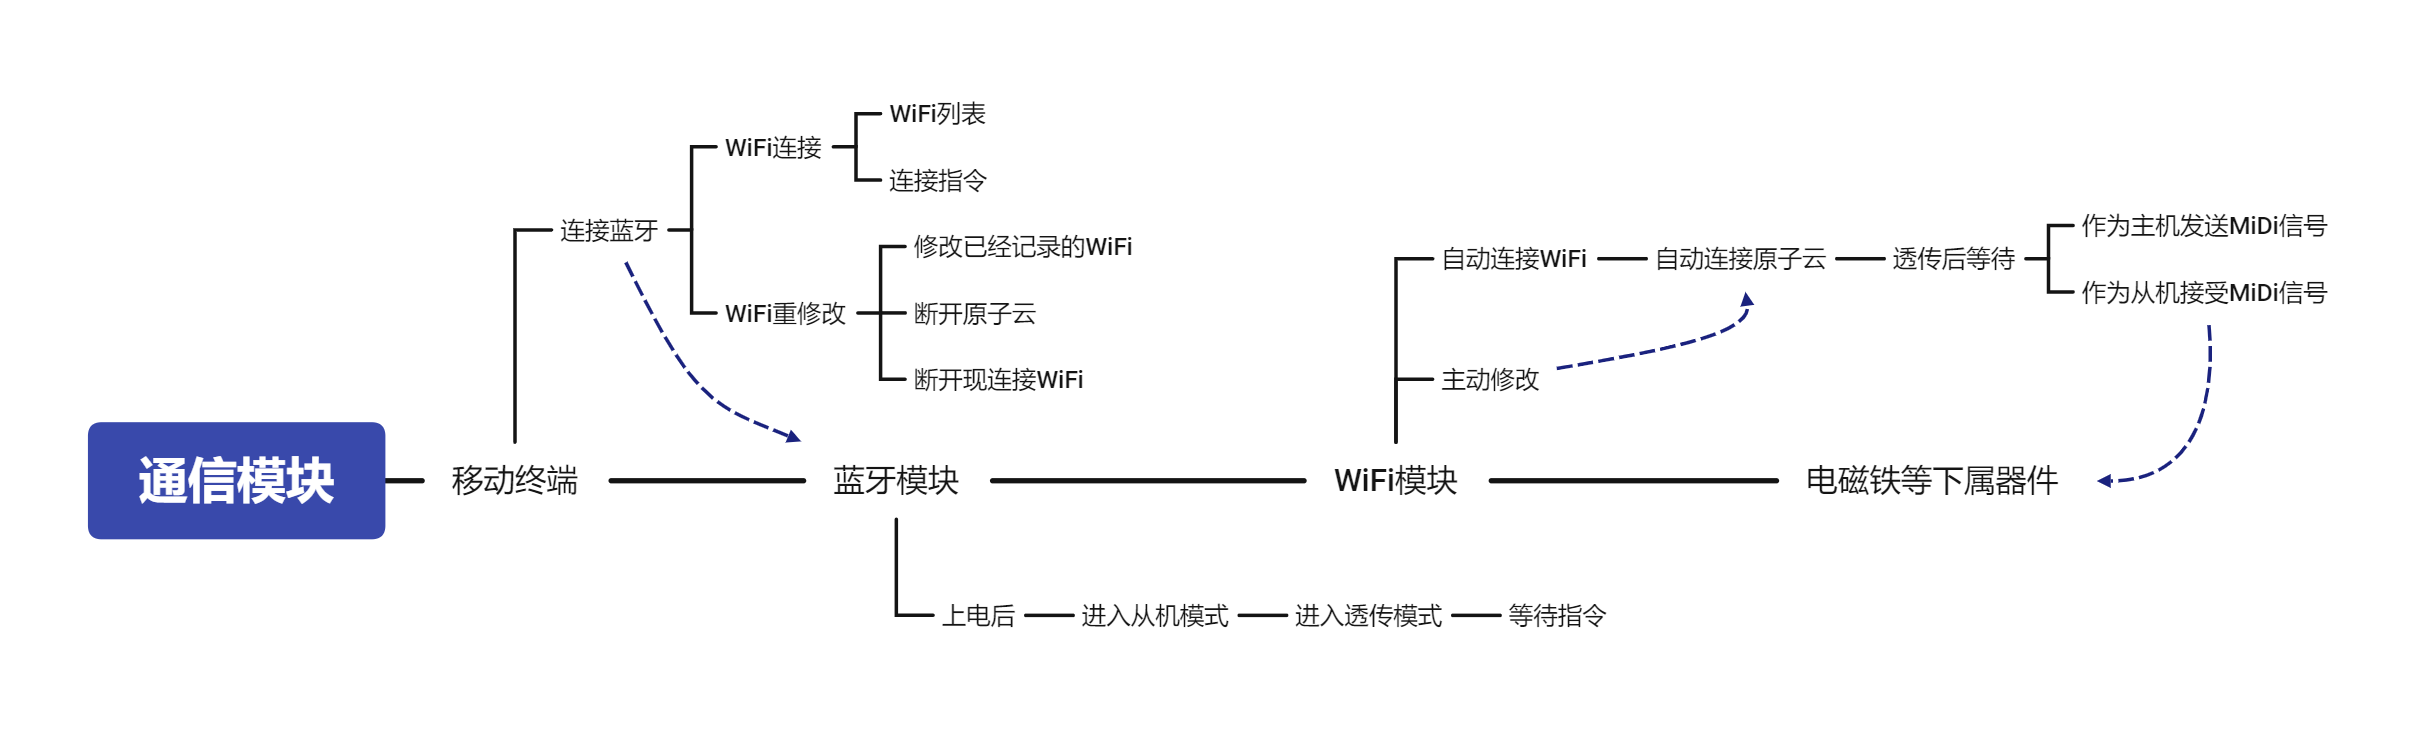 通信模块
移动终端
连接蓝牙
WiFi连接
WiFi列表
连接指令
WiFi重修改
修改已经记录的WiFi
断开原子云
断开现连接WiFi
蓝牙模块
上电后
进入从机模式
进入透传模式
等待指令
WiFi模块
自动连接WiFi
自动连接原子云
透传后等待
作为主机发送MiDi信号
作为从机接受MiDi信号
主动修改
电磁铁等下属器件